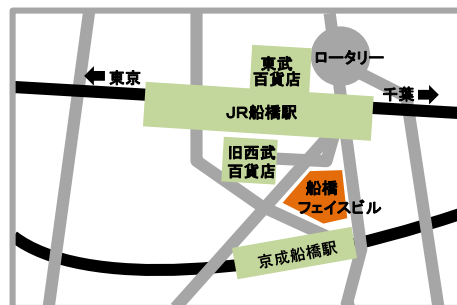 東武
百貨店
ロータリー
東京
千葉
JR船橋駅
旧西武
百貨店
船橋
フェイスビル
京成船橋駅